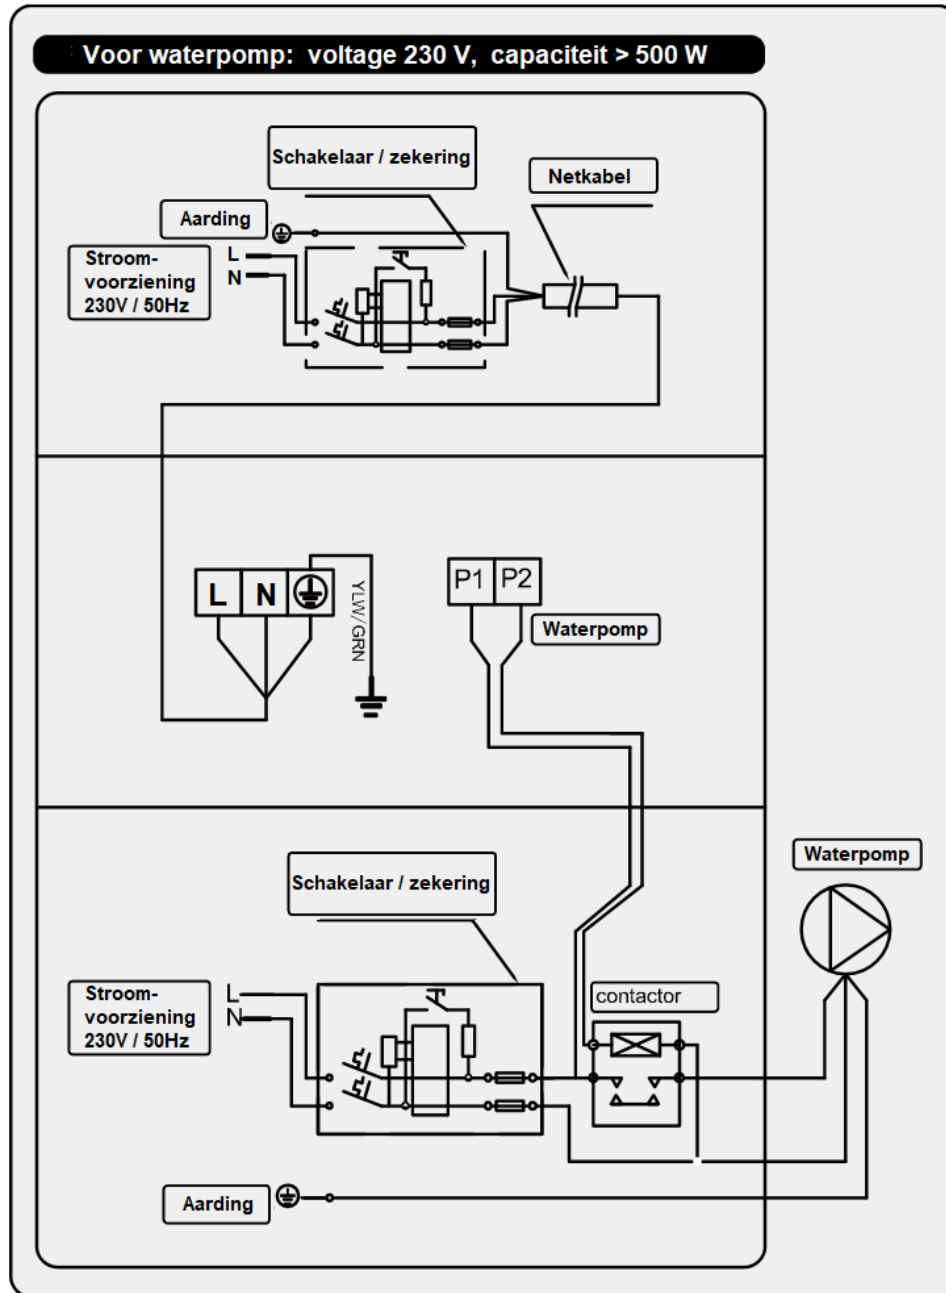 Voor waterpomp: voltage 230 V, capaciteit > 500 W
Schakelaar / zekering
Netkabel
Aarding
Stroom-
voorziening
230V / 50Hz
L
N
L N
YLW/GRN
P1 P2
Waterpomp
Schakelaar / zekering
Waterpomp
Stroom-
voorziening
230V / 50Hz
L
N
contactor
Aarding